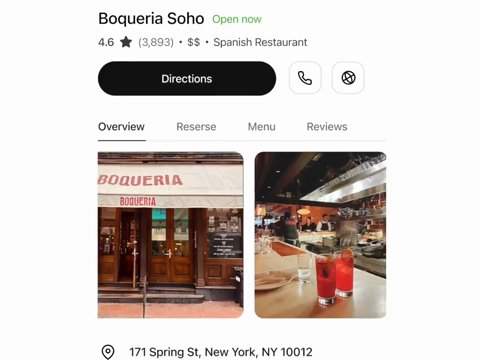 Boqueria Soho Open now
4.6 ★ (3,893) • $$ • Spanish Restaurant
Directions
Overview Reserse Menu Reviews
BOQUERIA
BOQUERIA
171 Spring St, New York, NY 10012